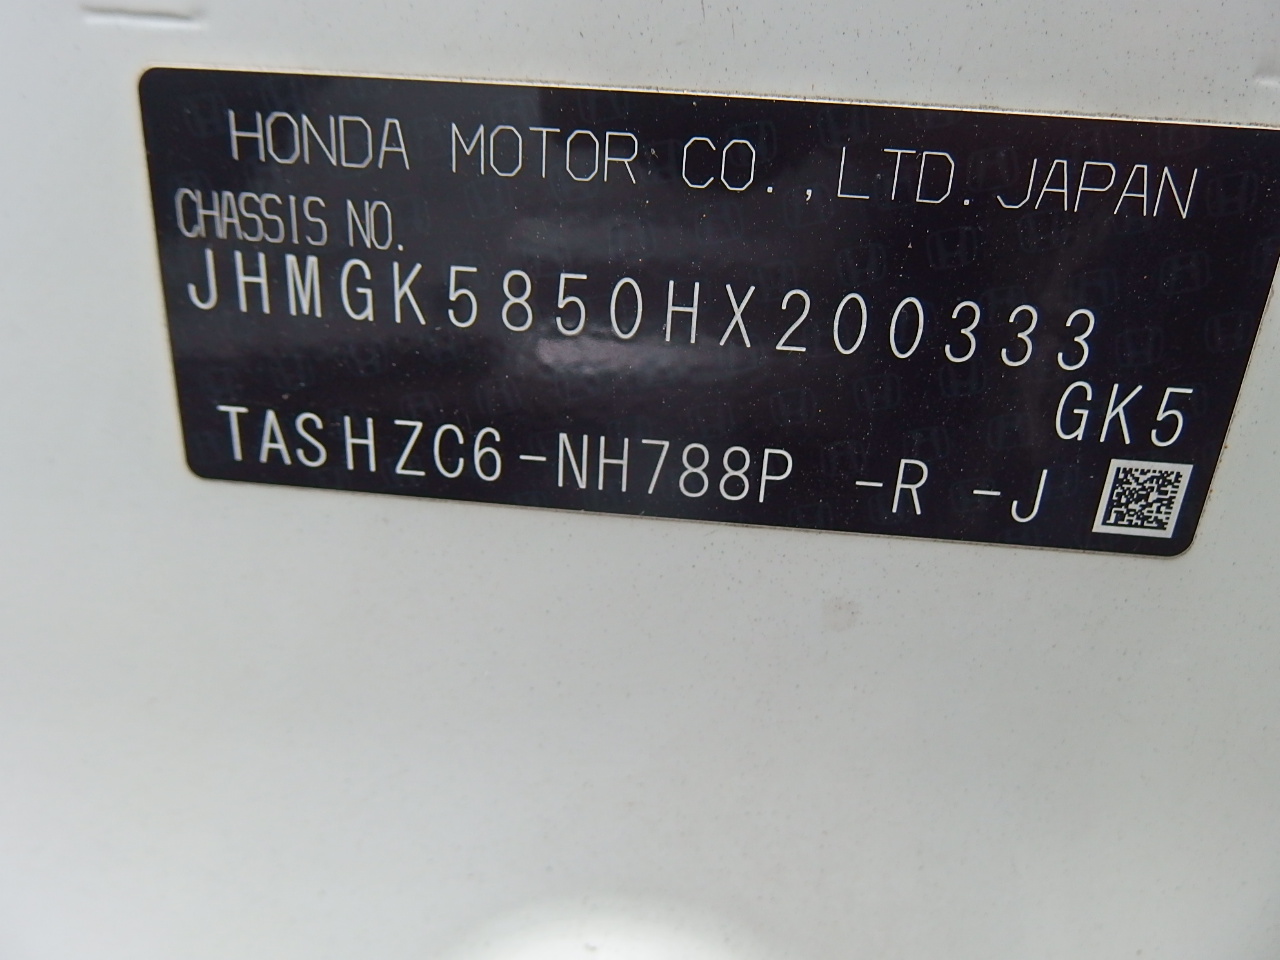 HONDA MOTOR CO.,LTD. JAPAN
CHASSIS NO.
JHMGK5850HX200333
GK5
TASHZC6-NH788P -R -J